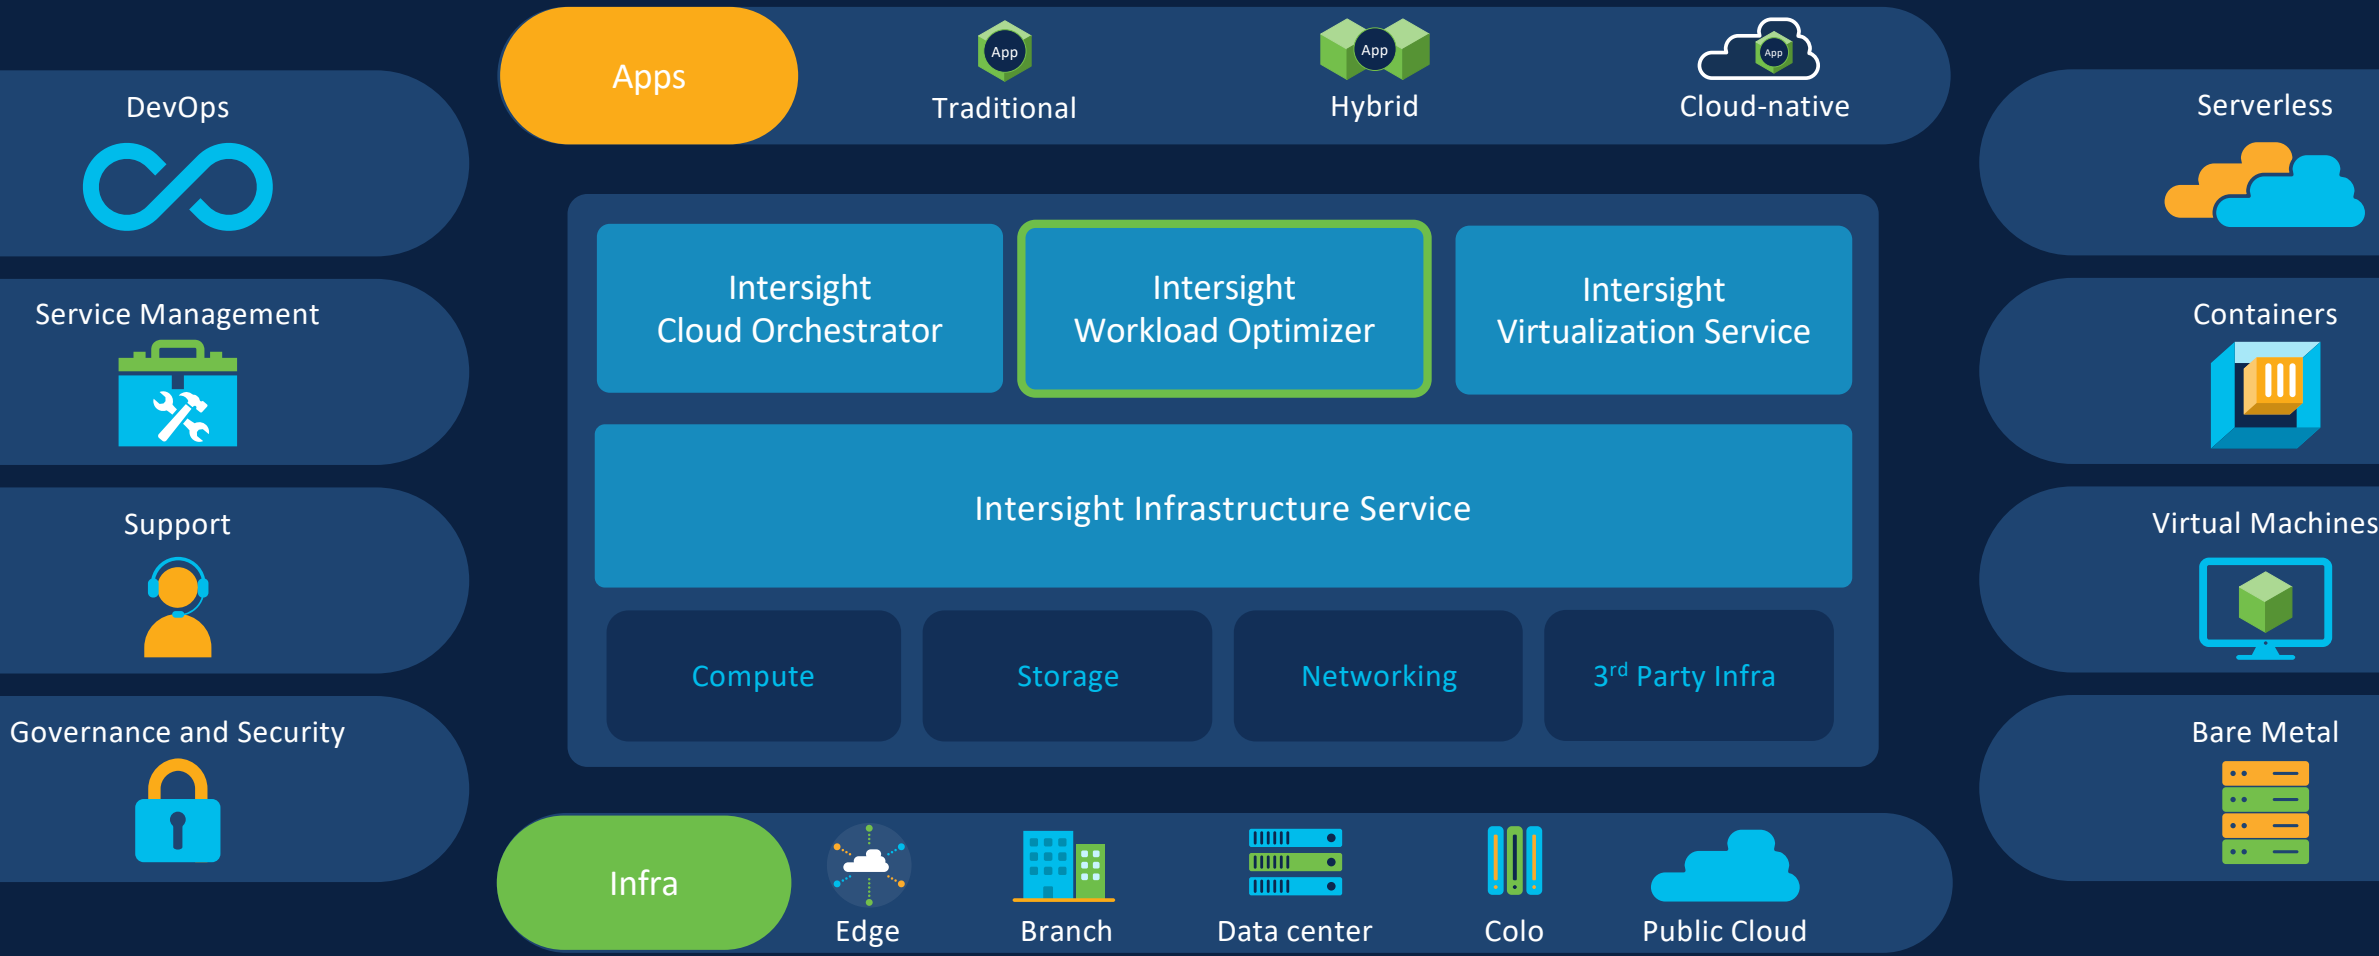 Apps
App
App
App
Traditional
Hybrid
Cloud-native
DevOps
Service Management
Support
Governance and Security
Intersight
Cloud Orchestrator
Intersight
Workload Optimizer
Intersight
Virtualization Service
Intersight Infrastructure Service
Compute
Storage
Networking
3rd Party Infra
Serverless
Containers
Virtual Machines
Bare Metal
Infra
Edge
Branch
Data center
Colo
Public Cloud